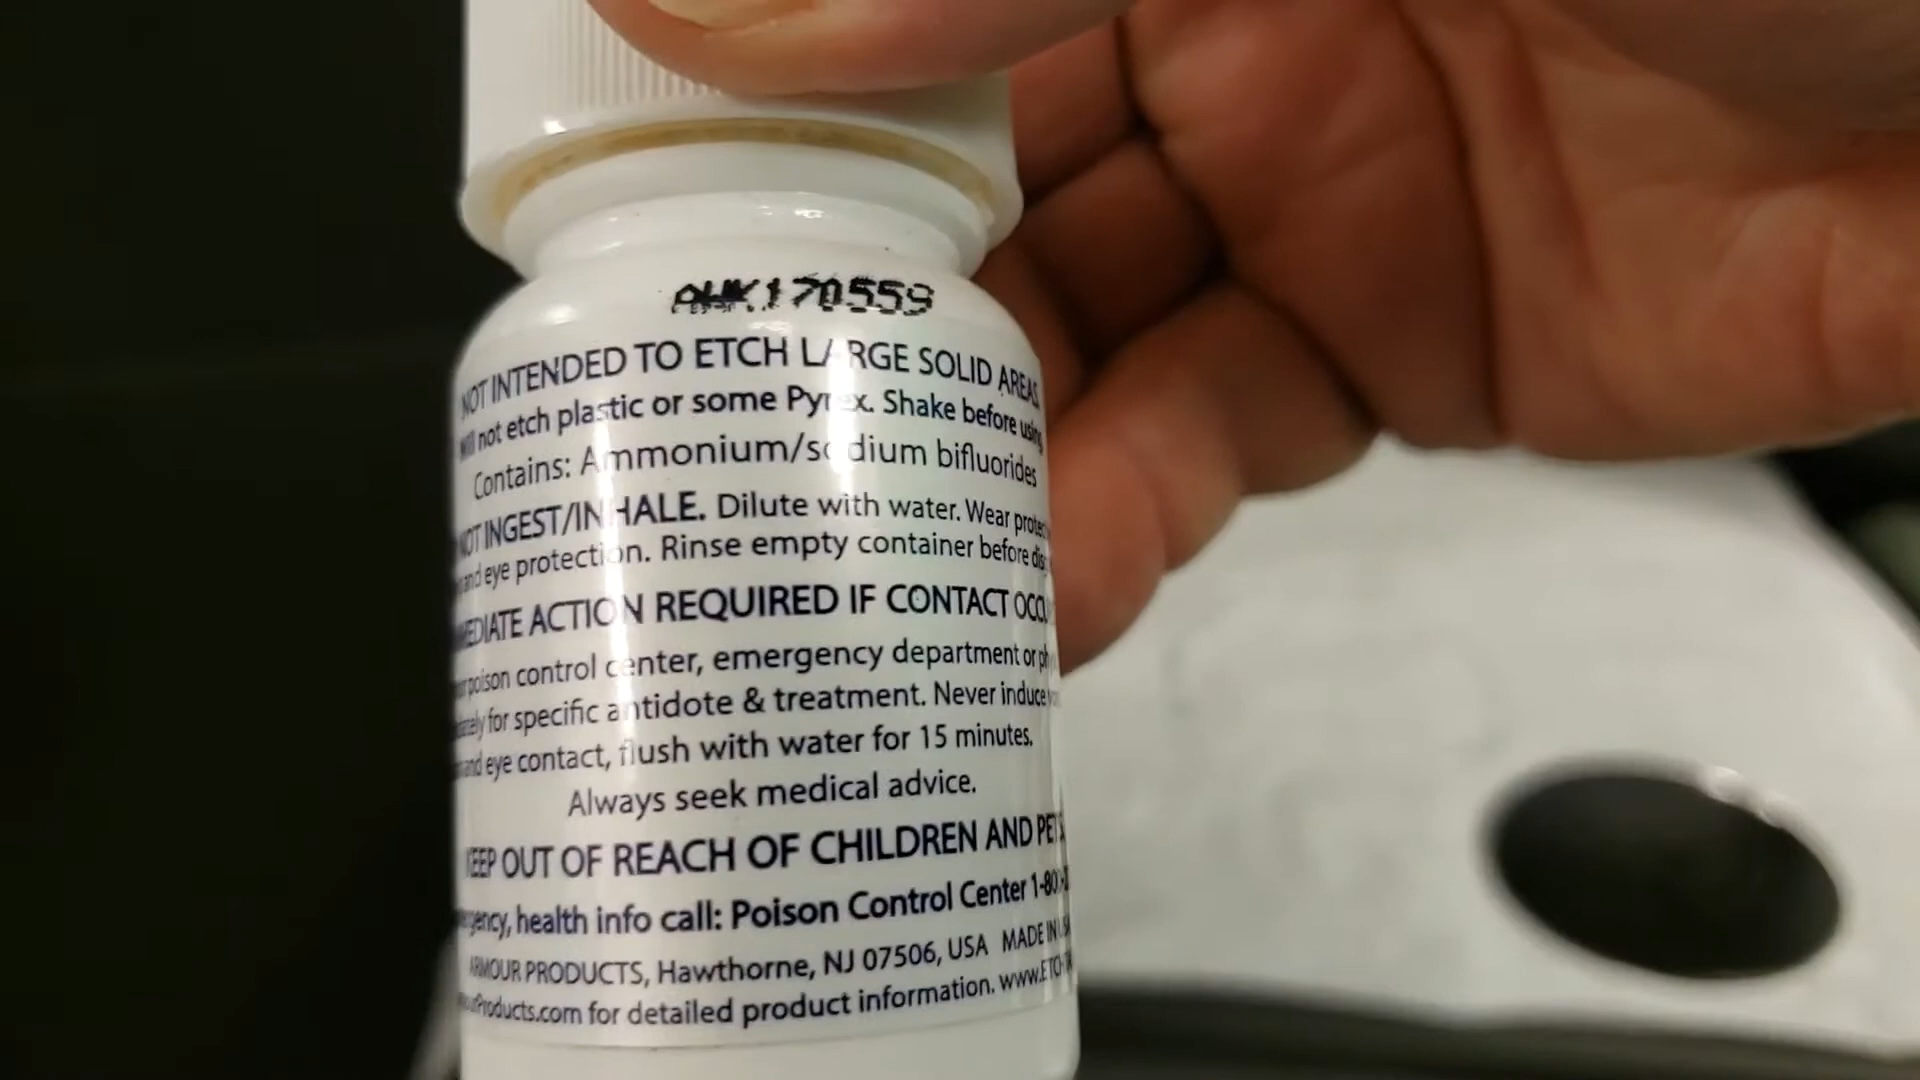 170559
NOT INTENDED TO ETCH LARGE SOLID AREAS
Will not etch plastic or some Pyrex. Shake before using
Contains: Ammonium/sodium bifluorides
NOT INGEST/INHALE. Dilute with water. Wear
and eye protection. Rinse empty container before
ACTION REQUIRED IF CONTACT
poison control center, emergency department or
for specific antidote & treatment. Never induce
and eye contact, flush with water for 15 minutes.
Always seek medical advice.
KEEP OUT OF REACH OF CHILDREN AND PETS
health info call: Poison Control Center
ARMOUR PRODUCTS, Hawthorne, NJ 07506, USA MADE IN
for detailed product information.